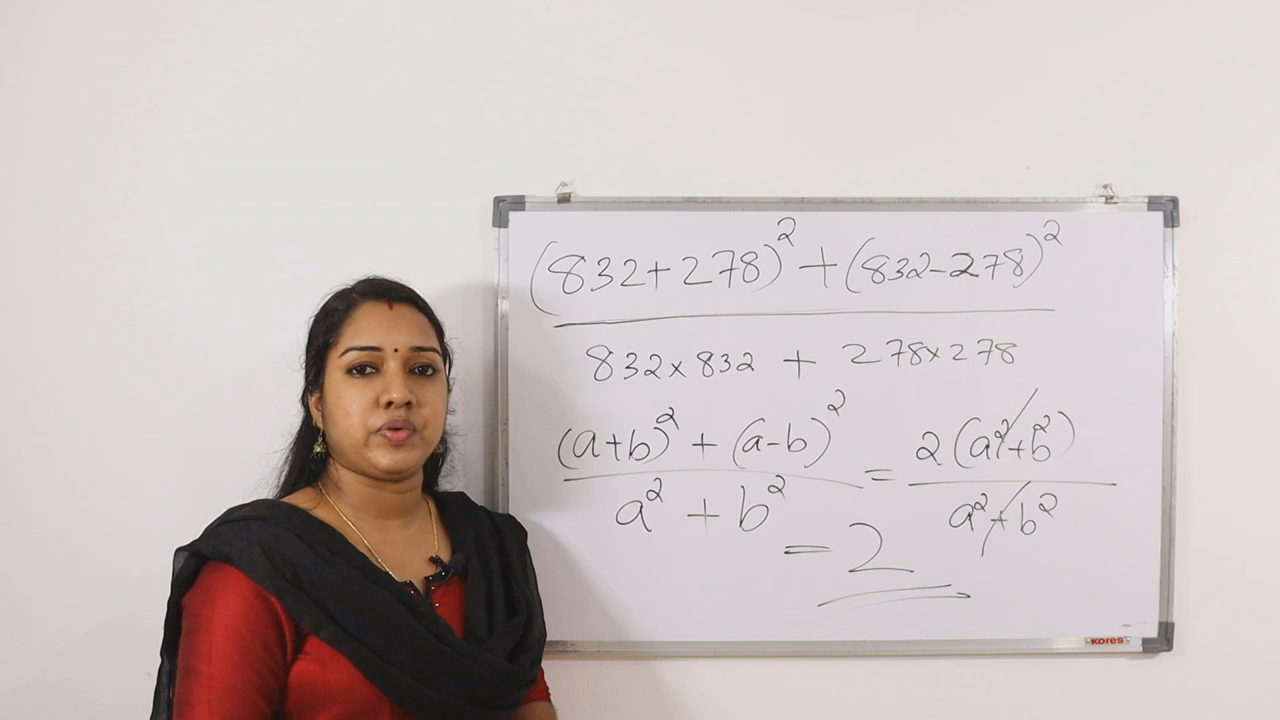 (832+278)² + (832-278)²
832×832 + 278×278
(a+b)² + (a-b)² = 2(a²+b²)
a² + b² a²+b²
= 2
KORES